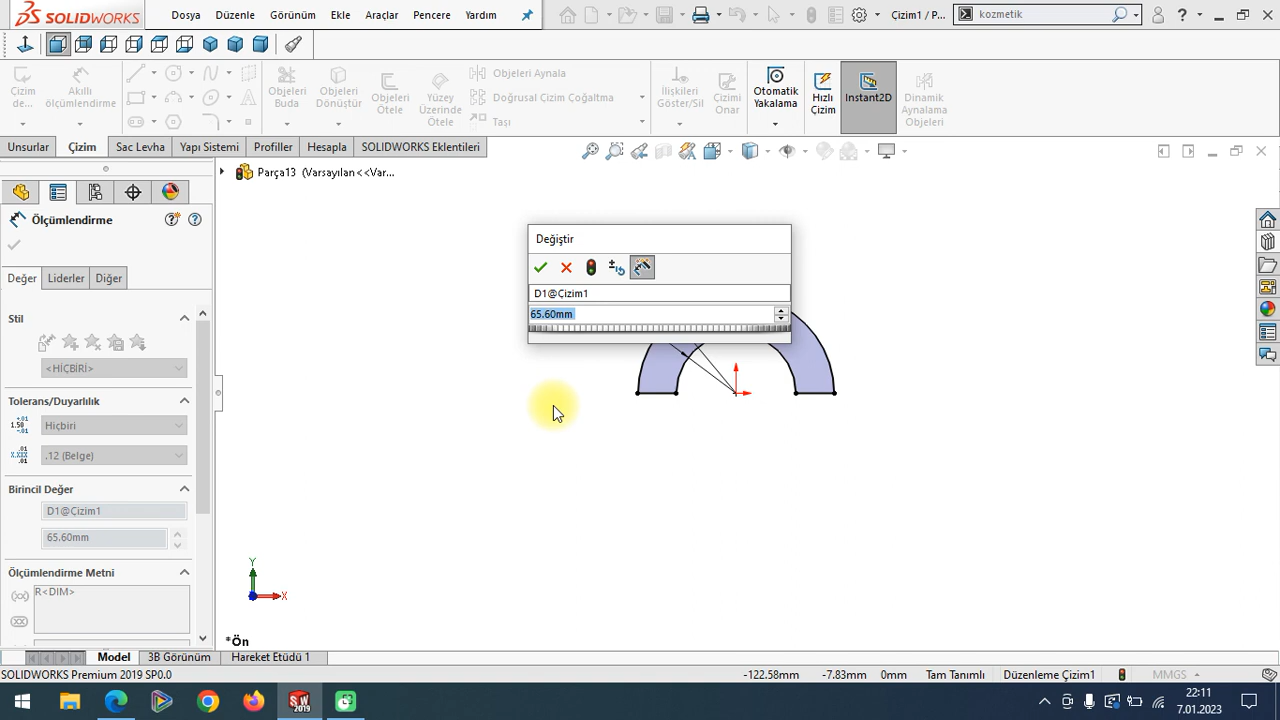 SOLIDWORKS
Dosya
Düzenle
Görünüm
Ekle
Araçlar
Pencere
Yardım
Çizim1 / P...
kozmetik
Çizim de...
Akıllı ölçümlendirme
Objeleri Buda
Objeleri Dönüştür
Objeleri Ötele
Yüzey Üzerinde Ötele
Objeleri Aynala
Doğrusal Çizim Çoğaltma
Taşı
İlişkileri Göster/Sil
Çizimi Onar
Otomatik Yakalama
Hızlı Çizim
Instant2D
Dinamik Aynalama Objeleri
Unsurlar
Çizim
Sac Levha
Yapı Sistemi
Profiller
Hesapla
SOLIDWORKS Eklentileri
Parça13 (Varsayılan<<Var...
Ölçümlendirme
Değer
Liderler
Diğer
Stil
<HİÇBİRİ>
Tolerans/Duyarlılık
Hiçbiri
.12 (Belge)
Birincil Değer
D1@Çizim1
65.60mm
Ölçümlendirme Metni
R<DIM>
Değiştir
D1@Çizim1
65.60mm
Y
X
*Ön
Model
3B Görünüm
Hareket Etüdü 1
SOLIDWORKS Premium 2019 SP0.0
-122.58mm
-7.83mm
0mm
Tam Tanımlı
Düzenleme Çizim1
MMGS
22:11
7.01.2023